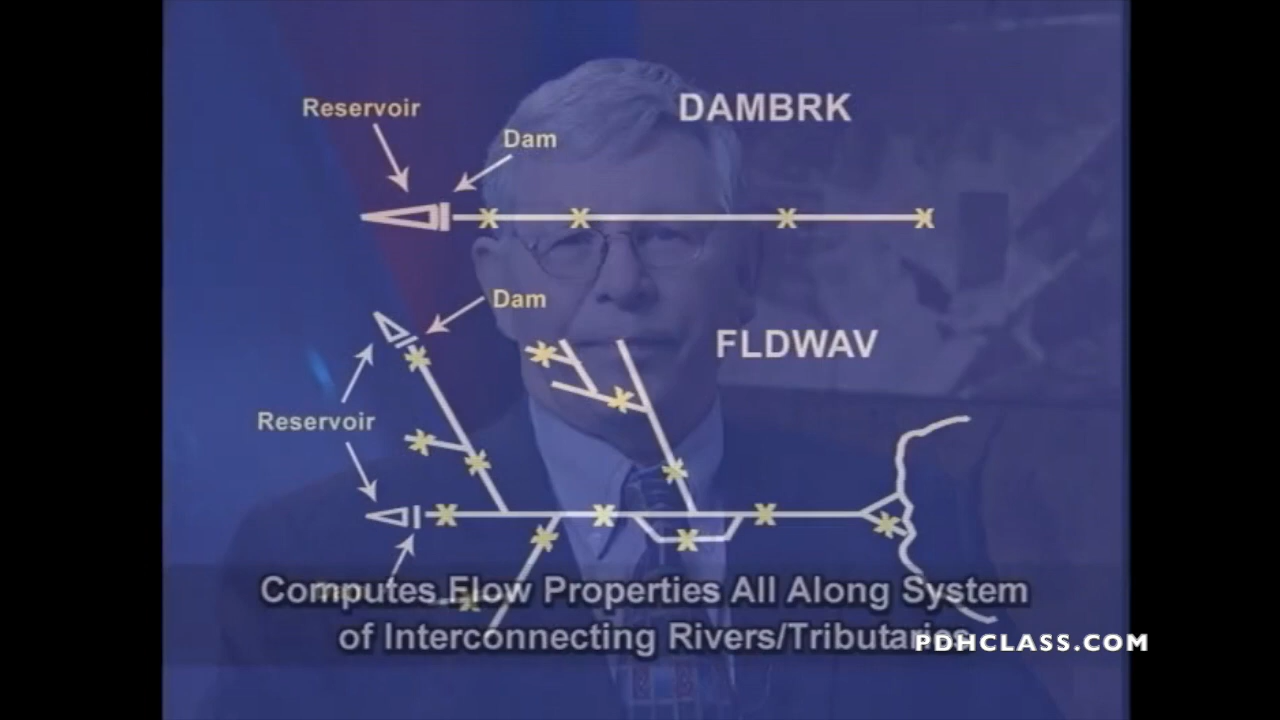 Reservoir
DAMBRK
Dam
Dam
FLDWAV
Reservoir
Computes Flow Properties All Along System
of Interconnecting Rivers/Tributaries
PDHCLASS.COM